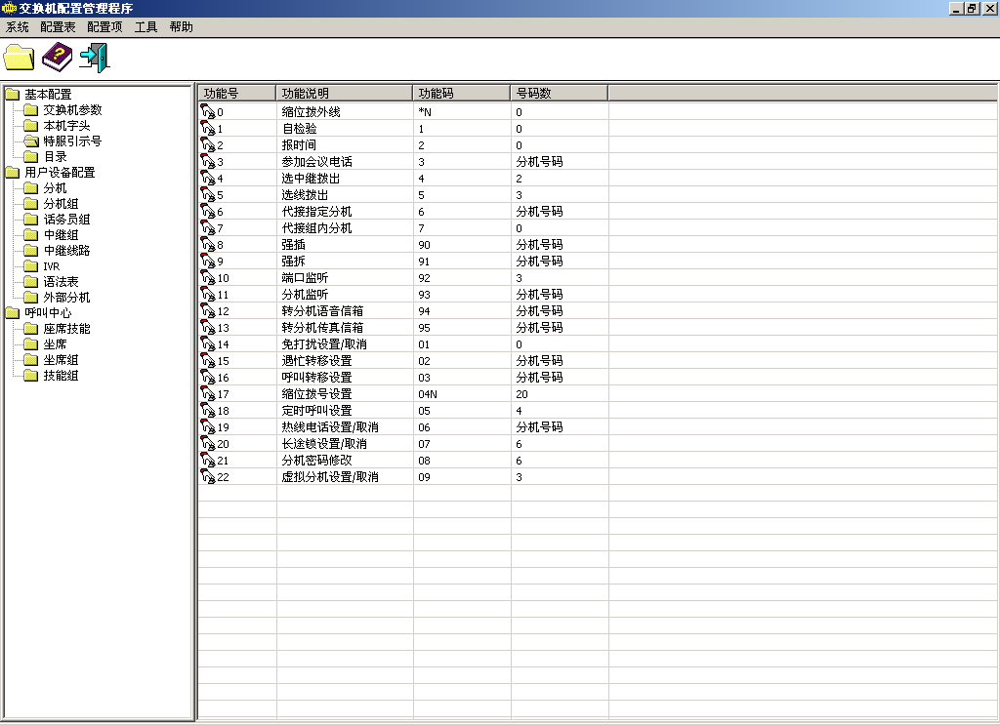 交换机配置管理程序
系统 配置表 配置项 工具 帮助
基本配置
交换机参数
本机字头
特服引示号
目录
用户设备配置
分机
分机组
话务员组
中继组
中继线路
IVR
语法表
外部分机
呼叫中心
座席技能
坐席
坐席组
技能组
功能号 功能说明 功能码 号码数
0 缩位拨外线 *N 0
1 自检验 1 0
2 报时间 2 0
3 参加会议电话 3 分机号码
4 选中继拨出 4 2
5 选线拨出 5 3
6 代接指定分机 6 分机号码
7 代接组内分机 7 0
8 强插 90 分机号码
9 强拆 91 分机号码
10 端口监听 92 3
11 分机监听 93 分机号码
12 转分机语音信箱 94 分机号码
13 转分机传真信箱 95 分机号码
14 免打扰设置/取消 01 0
15 遇忙转移设置 02 分机号码
16 呼叫转移设置 03 分机号码
17 缩位拨号设置 04N 20
18 定时呼叫设置 05 4
19 热线电话设置/取消 06 分机号码
20 长途锁设置/取消 07 6
21 分机密码修改 08 6
22 虚拟分机设置/取消 09 3